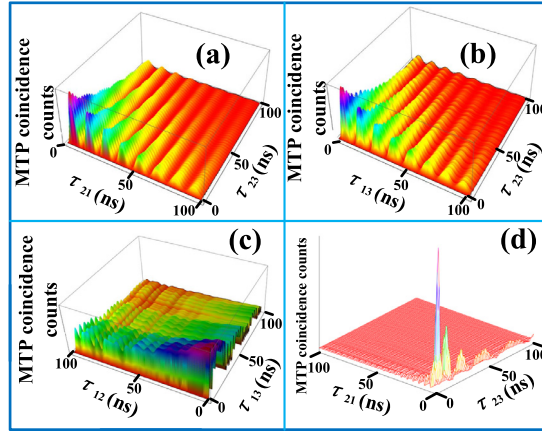 (a)
MTP coincidence
counts
0
50
100
τ 21 (ns)
0
50
100
τ 23 (ns)
(b)
MTP coincidence
counts
0
50
100
τ 13 (ns)
0
50
100
τ 23 (ns)
(c)
MTP coincidence
counts
100
50
0
τ 12 (ns)
0
50
100
τ 13 (ns)
(d)
MTP coincidence counts
100
50
0
τ 21 (ns)
0
50
100
τ 23 (ns)